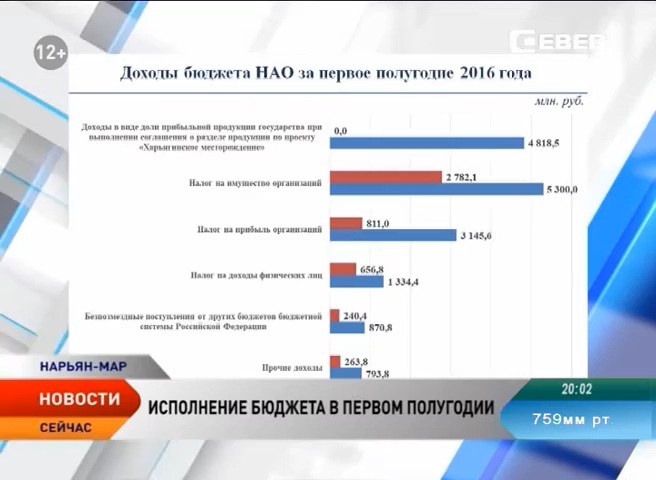 12+
СЕВЕР
Доходы бюджета НАО за первое полугодие 2016 года
млн. руб.
Доходы в виде доли прибыльной продукции государства при
выполнении соглашения о разделе продукции по проекту
«Харьягинское месторождение»
0,0
4 818,5
Налог на имущество организаций
2 782,1
5 300,0
Налог на прибыль организаций
811,0
3 145,6
Налог на доходы физических лиц
656,8
1 334,4
Безвозмездные поступления от других бюджетов бюджетной
системы Российской Федерации
240,4
870,8
Прочие доходы
263,8
793,8
НАРЬЯН-МАР
НОВОСТИ
СЕЙЧАС
ИСПОЛНЕНИЕ БЮДЖЕТА В ПЕРВОМ ПОЛУГОДИИ
20:02
759мм рт.